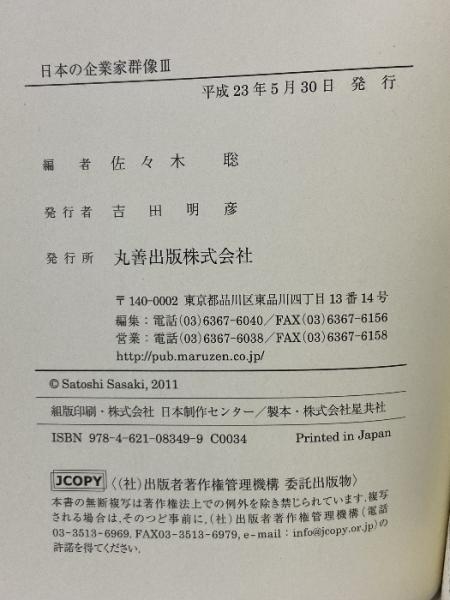 日本の企業家群像Ⅲ
平成23年5月30日 発 行
編 者 佐々木 聡
発行者 吉田明彦
発行所 丸善出版株式会社
〒140-0002 東京都品川区東品川四丁目13番14号
編集:電話(03)6367-6040/FAX(03)6367-6156
営業:電話(03)6367-6038/FAX(03)6367-6158
http://pub.maruzen.co.jp/
© Satoshi Sasaki, 2011
組版印刷・株式会社 日本制作センター/製本・株式会社星共社
ISBN 978-4-621-08349-9 C0034 Printed in Japan
JCOPY 〈(社)出版者著作権管理機構 委託出版物〉
本書の無断複写は著作権法上での例外を除き禁じられています.複写
される場合は,そのつど事前に,(社)出版者著作権管理機構(電話
03-3513-6969,FAX03-3513-6979,e-mail:info@jcopy.or.jp)の
許諾を得てください.